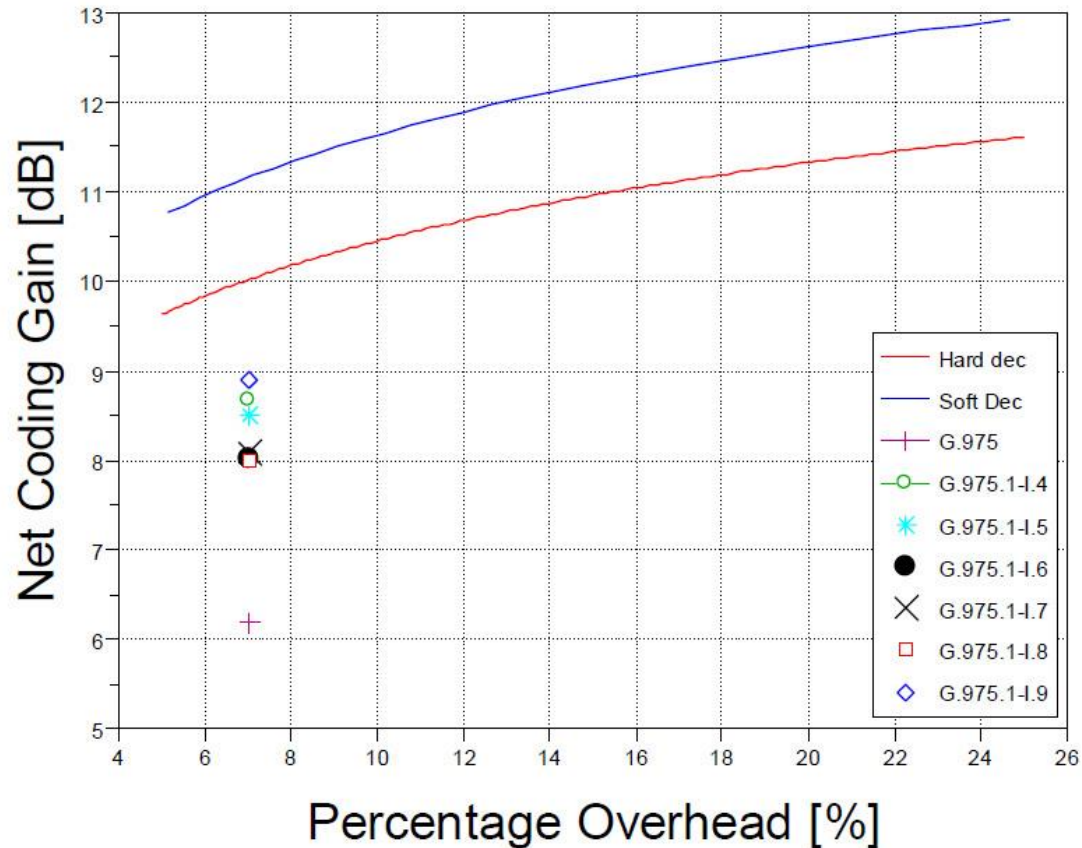 13
12
11
10
9
8
7
6
5
Net Coding Gain [dB]
Hard dec
Soft Dec
G.975
G.975.1-I.4
G.975.1-I.5
G.975.1-I.6
G.975.1-I.7
G.975.1-I.8
G.975.1-I.9
4 6 8 10 12 14 16 18 20 22 24 26
Percentage Overhead [%]